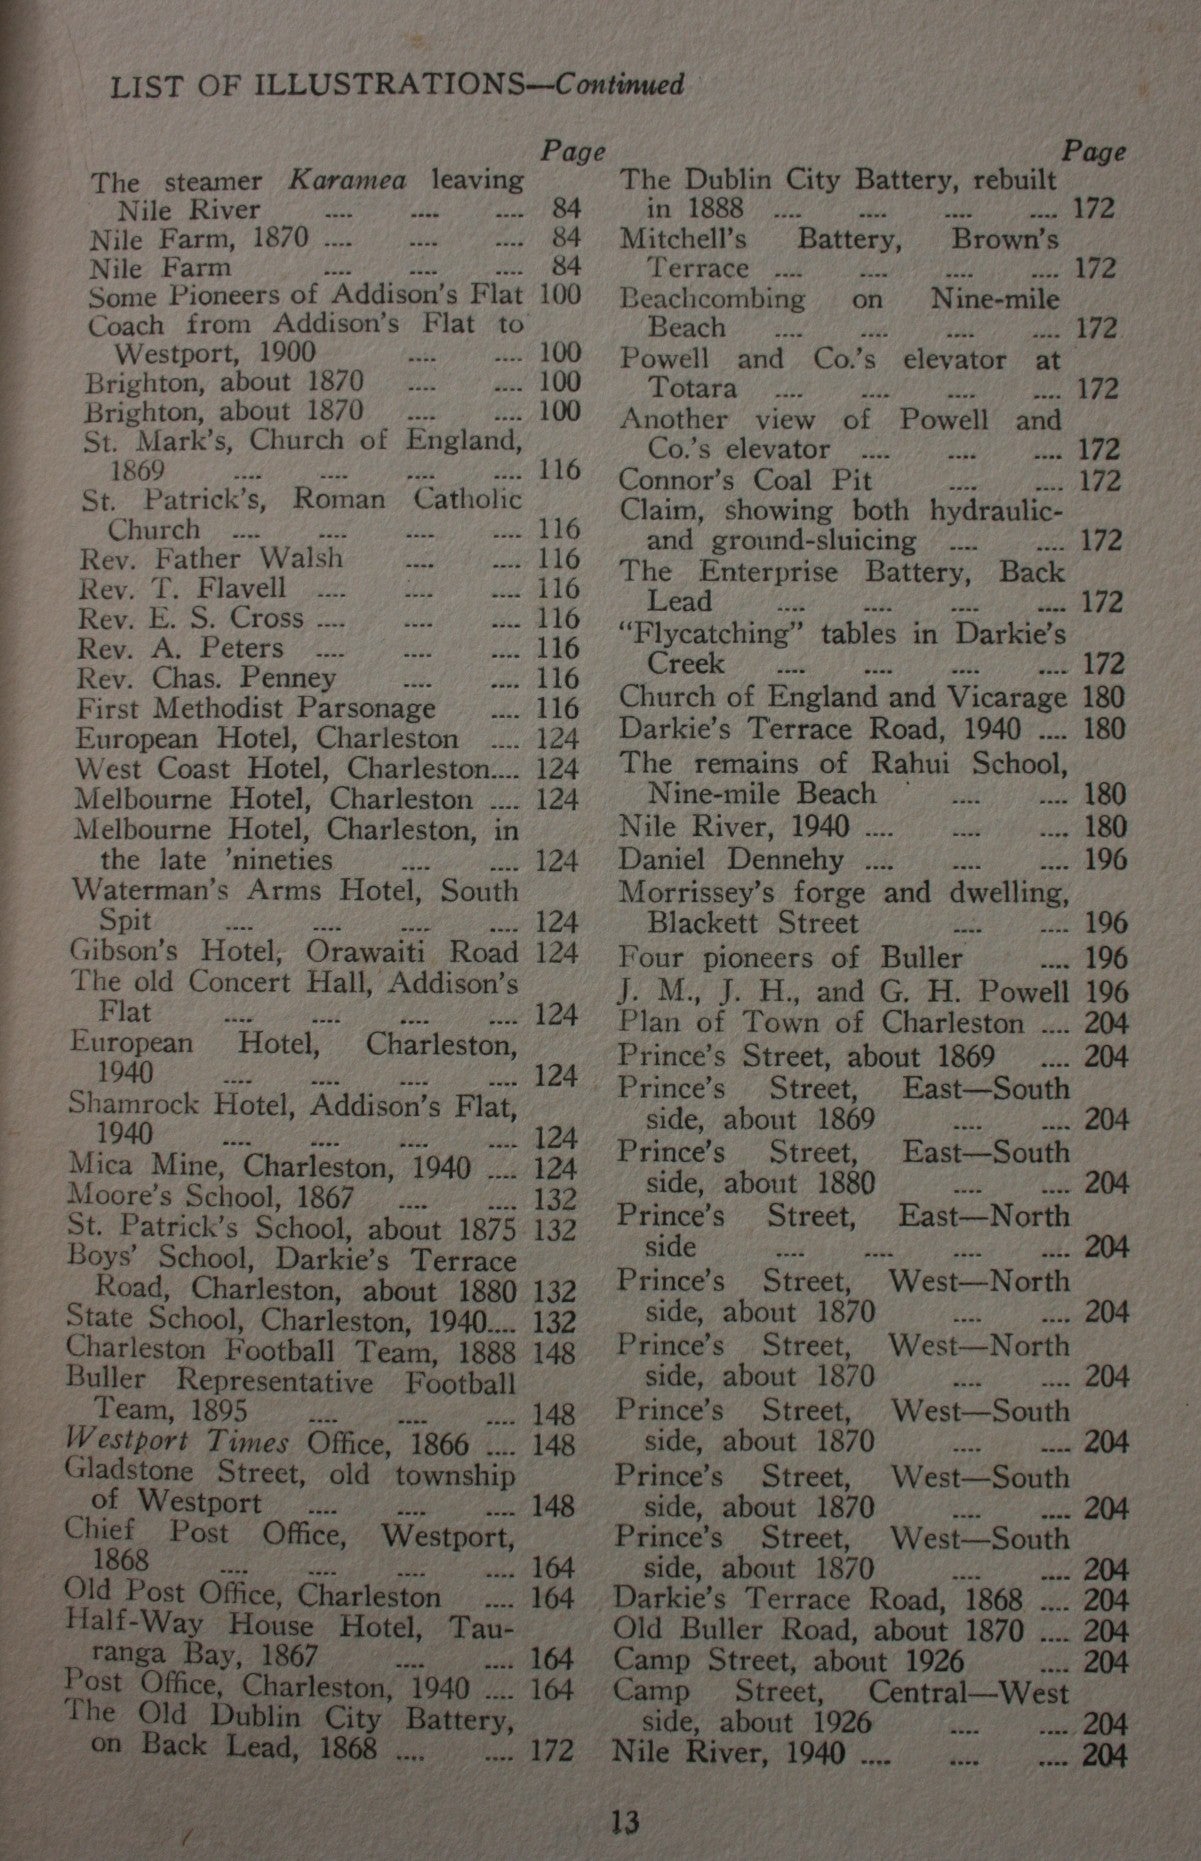 LIST OF ILLUSTRATIONS—Continued
Page
The steamer Karamea leaving
Nile River .... .... .... 84
Nile Farm, 1870 .... .... .... 84
Nile Farm .... .... .... 84
Some Pioneers of Addison's Flat 100
Coach from Addison's Flat to
Westport, 1900 .... .... 100
Brighton, about 1870 .... .... 100
Brighton, about 1870 .... .... 100
St. Mark's, Church of England,
1869 .... .... .... .... 116
St. Patrick's, Roman Catholic
Church .... .... .... .... 116
Rev. Father Walsh .... .... 116
Rev. T. Flavell .... .... .... 116
Rev. E. S. Cross .... .... .... 116
Rev. A. Peters .... .... .... 116
Rev. Chas. Penney .... .... 116
First Methodist Parsonage .... 116
European Hotel, Charleston .... 124
West Coast Hotel, Charleston.... 124
Melbourne Hotel, Charleston .... 124
Melbourne Hotel, Charleston, in
the late 'nineties .... .... 124
Waterman's Arms Hotel, South
Spit .... .... .... .... 124
Gibson's Hotel, Orawaiti Road 124
The old Concert Hall, Addison's
Flat .... .... .... .... 124
European Hotel, Charleston,
1940 .... .... .... .... 124
Shamrock Hotel, Addison's Flat,
1940 .... .... .... .... 124
Mica Mine, Charleston, 1940 .... 124
Moore's School, 1867 .... .... 132
St. Patrick's School, about 1875 132
Boys' School, Darkie's Terrace
Road, Charleston, about 1880 132
State School, Charleston, 1940.... 132
Charleston Football Team, 1888 148
Buller Representative Football
Team, 1895 .... .... .... 148
Westport Times Office, 1866 .... 148
Gladstone Street, old township
of Westport .... .... .... 148
Chief Post Office, Westport,
1868 .... .... .... .... 164
Old Post Office, Charleston .... 164
Half-Way House Hotel, Tau-
ranga Bay, 1867 .... .... 164
Post Office, Charleston, 1940 .... 164
The Old Dublin City Battery,
on Back Lead, 1868 .... .... 172
Page
The Dublin City Battery, rebuilt
in 1888 .... .... .... .... 172
Mitchell's Battery, Brown's
Terrace .... .... .... .... 172
Beachcombing on Nine-mile
Beach .... .... .... .... 172
Powell and Co.'s elevator at
Totara .... .... .... .... 172
Another view of Powell and
Co.'s elevator .... .... .... 172
Connor's Coal Pit .... .... 172
Claim, showing both hydraulic-
and ground-sluicing .... .... 172
The Enterprise Battery, Back
Lead .... .... .... .... 172
"Flycatching" tables in Darkie's
Creek .... .... .... .... 172
Church of England and Vicarage 180
Darkie's Terrace Road, 1940 .... 180
The remains of Rahui School,
Nine-mile Beach .... .... 180
Nile River, 1940 .... .... .... 180
Daniel Dennehy .... .... .... 196
Morrissey's forge and dwelling,
Blackett Street .... .... 196
Four pioneers of Buller .... 196
J. M., J. H., and G. H. Powell 196
Plan of Town of Charleston .... 204
Prince's Street, about 1869 .... 204
Prince's Street, East—South
side, about 1869 .... .... 204
Prince's Street, East—South
side, about 1880 .... .... 204
Prince's Street, East—North
side .... .... .... .... 204
Prince's Street, West—North
side, about 1870 .... .... 204
Prince's Street, West—North
side, about 1870 .... .... 204
Prince's Street, West—South
side, about 1870 .... .... 204
Prince's Street, West—South
side, about 1870 .... .... 204
Prince's Street, West—South
side, about 1870 .... .... 204
Darkie's Terrace Road, 1868 .... 204
Old Buller Road, about 1870 .... 204
Camp Street, about 1926 .... 204
Camp Street, Central—West
side, about 1926 .... .... 204
Nile River, 1940 .... .... .... 204
13